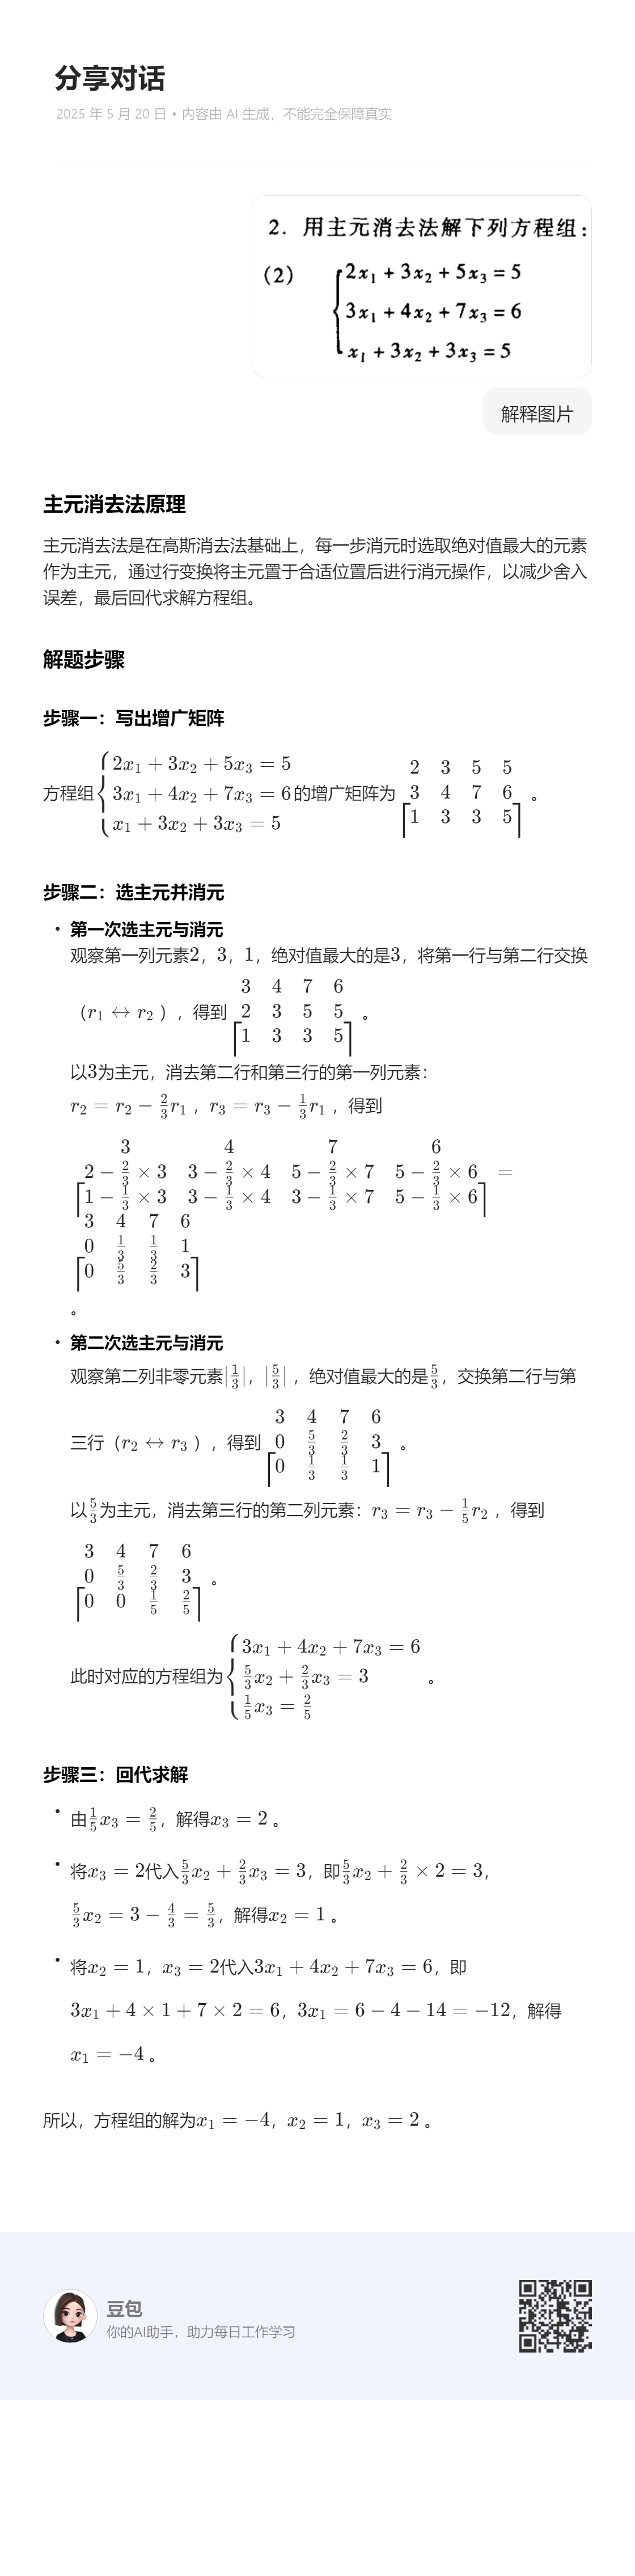 分享对话
2025 年 5 月 20 日 • 内容由 AI 生成，不能完全保障真实
2. 用主元消去法解下列方程组：
(2) { 2x₁ + 3x₂ + 5x₃ = 5
3x₁ + 4x₂ + 7x₃ = 6
x₁ + 3x₂ + 3x₃ = 5
解释图片
主元消去法原理
主元消去法是在高斯消去法基础上，每一步消元时选取绝对值最大的元素
作为主元，通过行变换将主元置于合适位置后进行消元操作，以减少舍入
误差，最后回代求解方程组。
解题步骤
步骤一：写出增广矩阵
方程组 { 2x₁ + 3x₂ + 5x₃ = 5
3x₁ + 4x₂ + 7x₃ = 6
x₁ + 3x₂ + 3x₃ = 5
的增广矩阵为
2 3 5 5
3 4 7 6
⌈1 3 3 5⌉ 。
步骤二：选主元并消元
• 第一次选主元与消元
观察第一列元素2，3，1，绝对值最大的是3，将第一行与第二行交换
（r₁ ↔ r₂ ），得到
3 4 7 6
2 3 5 5
⌈1 3 3 5⌉ 。
以3为主元，消去第二行和第三行的第一列元素：
r₂ = r₂ − 2/3 r₁ ，r₃ = r₃ − 1/3 r₁ ，得到
3 4 7 6
2 − 2/3 × 3 3 − 2/3 × 4 5 − 2/3 × 7 5 − 2/3 × 6 =
⌈1 − 1/3 × 3 3 − 1/3 × 4 3 − 1/3 × 7 5 − 1/3 × 6⌉
3 4 7 6
0 1/3 1/3 1
⌈0 5/3 2/3 3⌉
。
• 第二次选主元与消元
观察第二列非零元素|1/3|，|5/3| ，绝对值最大的是5/3，交换第二行与第
三行（r₂ ↔ r₃ ），得到
3 4 7 6
0 5/3 2/3 3
⌈0 1/3 1/3 1⌉ 。
以5/3为主元，消去第三行的第二列元素：r₃ = r₃ − 1/5 r₂ ，得到
3 4 7 6
0 5/3 2/3 3
⌈0 0 1/5 2/5⌉ 。
此时对应的方程组为 { 3x₁ + 4x₂ + 7x₃ = 6
5/3 x₂ + 2/3 x₃ = 3
1/5 x₃ = 2/5 。
步骤三：回代求解
• 由1/5 x₃ = 2/5，解得x₃ = 2 。
• 将x₃ = 2代入5/3 x₂ + 2/3 x₃ = 3，即5/3 x₂ + 2/3 × 2 = 3，
5/3 x₂ = 3 − 4/3 = 5/3，解得x₂ = 1 。
• 将x₂ = 1，x₃ = 2代入3x₁ + 4x₂ + 7x₃ = 6，即
3x₁ + 4 × 1 + 7 × 2 = 6，3x₁ = 6 − 4 − 14 = −12，解得
x₁ = −4 。
所以，方程组的解为x₁ = −4，x₂ = 1，x₃ = 2 。
豆包
你的AI助手，助力每日工作学习